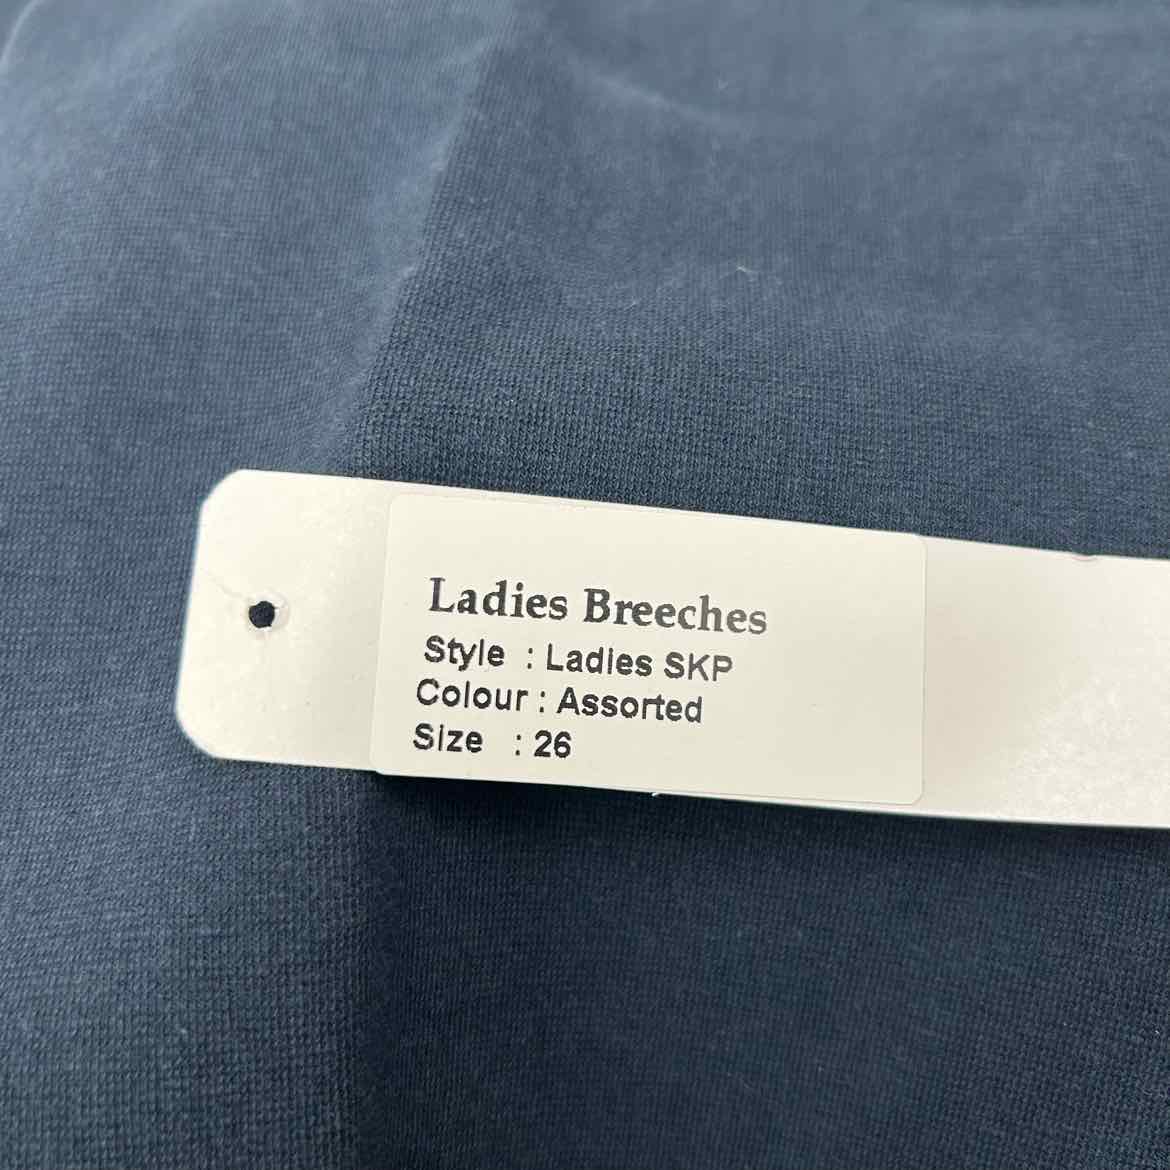 Ladies Breeches
Style : Ladies SKP
Colour : Assorted
Size : 26